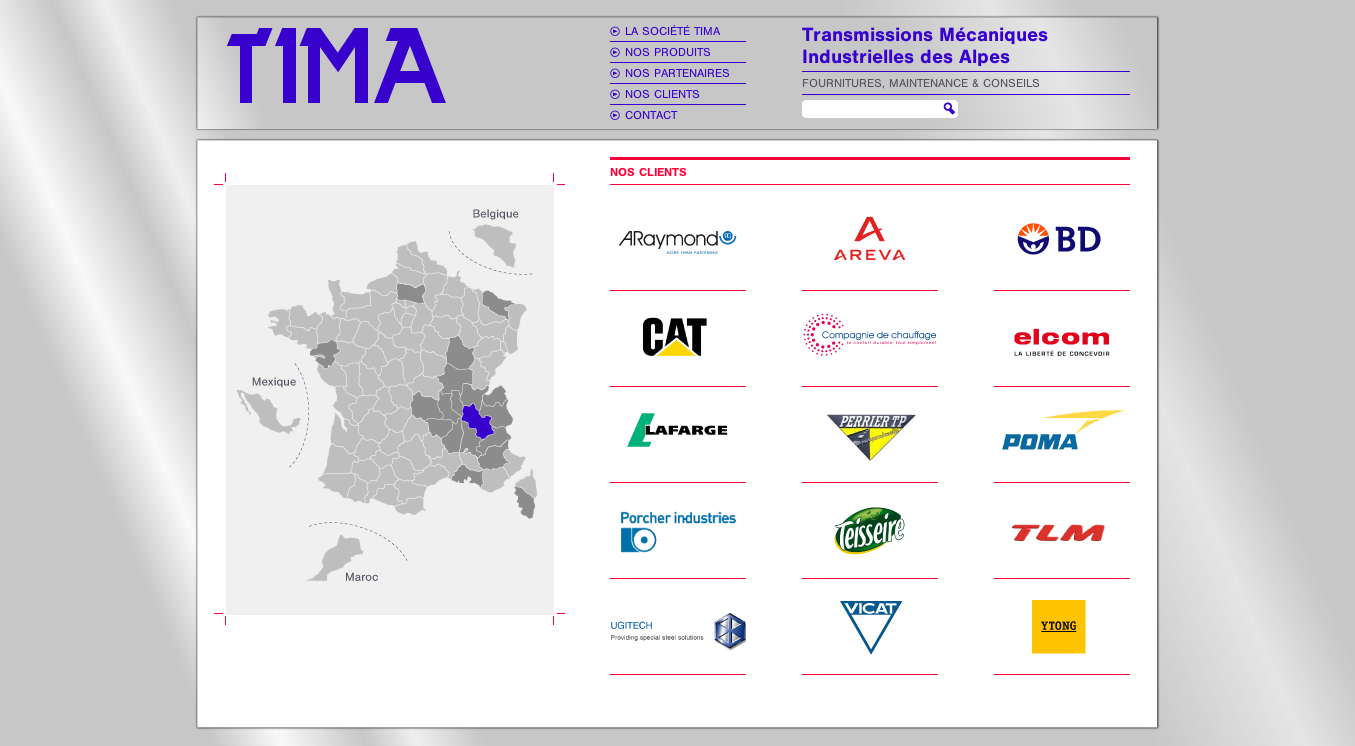 TIMA
LA SOCIÉTÉ TIMA
NOS PRODUITS
NOS PARTENAIRES
NOS CLIENTS
CONTACT
Transmissions Mécaniques
Industrielles des Alpes
FOURNITURES, MAINTENANCE & CONSEILS
Belgique
Mexique
Maroc
NOS CLIENTS
ARaymond
MORE THAN FASTENING
AREVA
BD
CAT
Compagnie de chauffage
le confort durable, tout simplement
elcom
LA LIBERTÉ DE CONCEVOIR
LAFARGE
PERRIER TP
POMA
Porcher industries
Teisseire
TLM
UGITECH
Providing special steel solutions
VICAT
YTONG